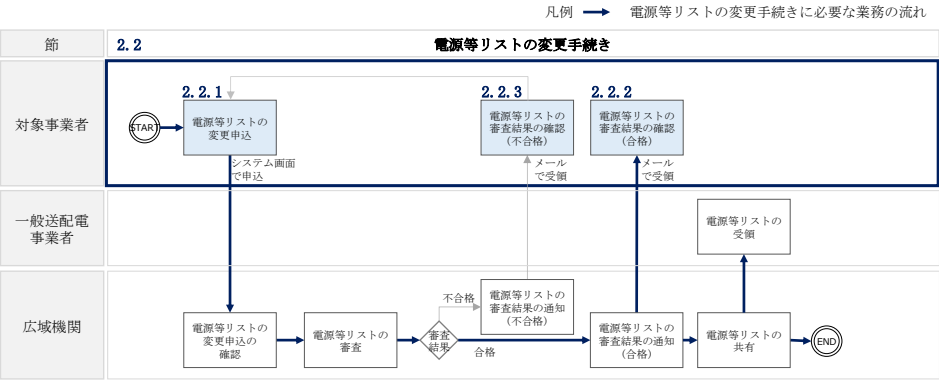 凡例 電源等リストの変更手続きに必要な業務の流れ
節 2.2 電源等リストの変更手続き
対象事業者
START
2.2.1
電源等リストの
変更申込
システム画面
で申込
2.2.3
電源等リストの
審査結果の確認
(不合格)
メール
で受領
2.2.2
電源等リストの
審査結果の確認
(合格)
メール
で受領
一般送配電
事業者
電源等リストの
受領
広域機関
電源等リストの
変更申込の
確認
電源等リストの
審査
審査
結果
不合格
合格
電源等リストの
審査結果の通知
(不合格)
電源等リストの
審査結果の通知
(合格)
電源等リストの
共有
END